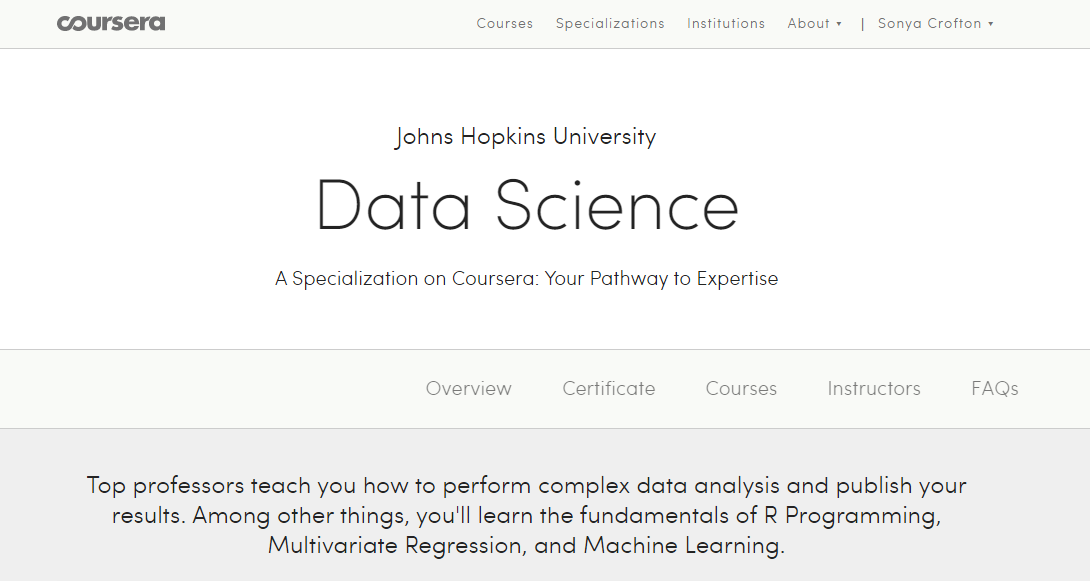 coursera
Courses Specializations Institutions About ▾ | Sonya Crofton ▾
Johns Hopkins University
Data Science
A Specialization on Coursera: Your Pathway to Expertise
Overview Certificate Courses Instructors FAQs
Top professors teach you how to perform complex data analysis and publish your
results. Among other things, you'll learn the fundamentals of R Programming,
Multivariate Regression, and Machine Learning.